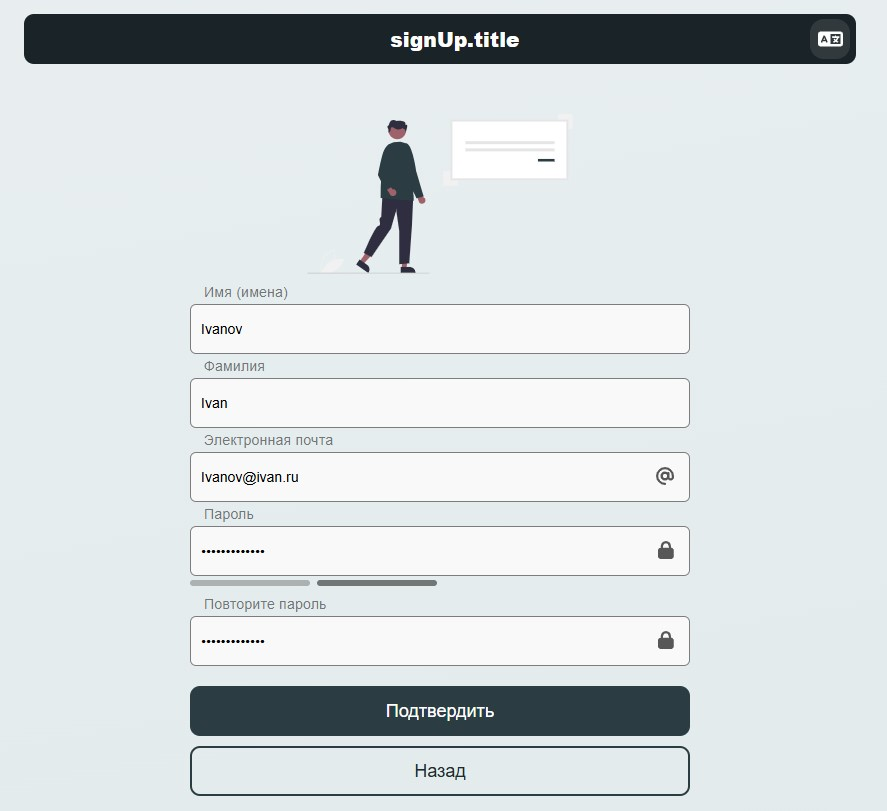 signUp.title
Имя (имена)
Ivanov
Фамилия
Ivan
Электронная почта
Ivanov@ivan.ru
Пароль
•••••••••••••
Повторите пароль
•••••••••••••
Подтвердить
Назад